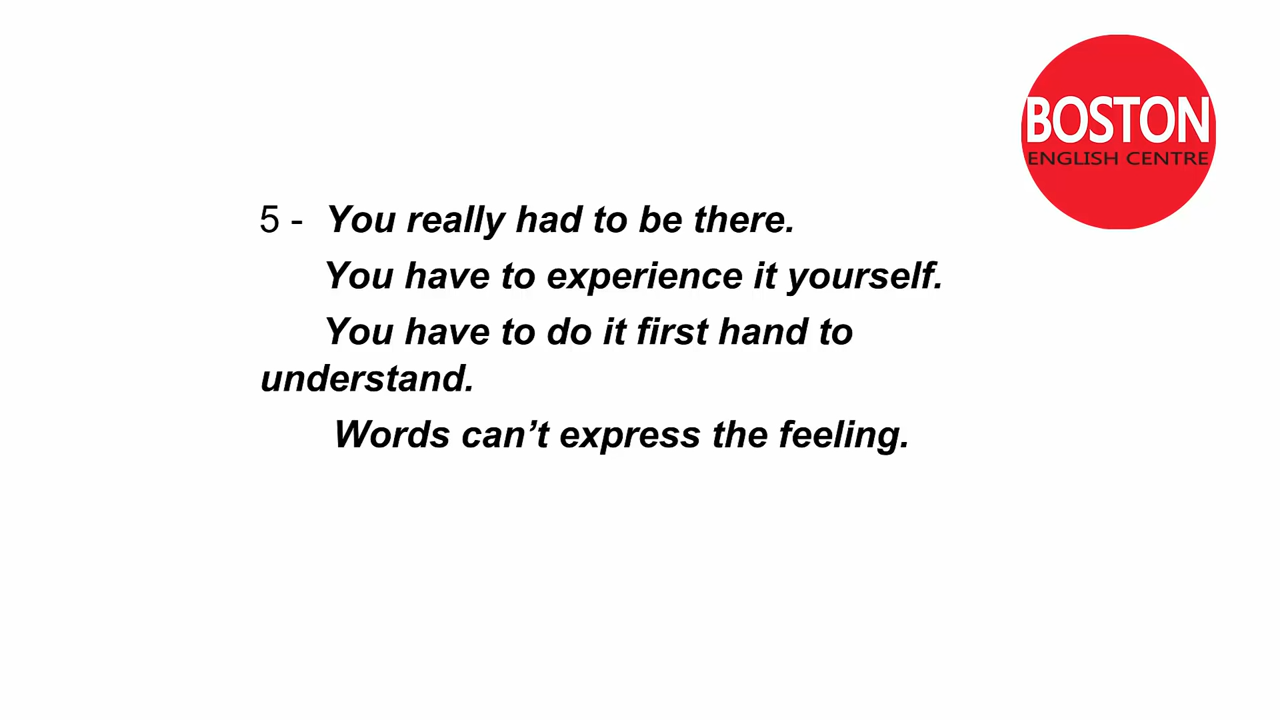 BOSTON
ENGLISH CENTRE
5 - You really had to be there.
You have to experience it yourself.
You have to do it first hand to
understand.
Words can’t express the feeling.